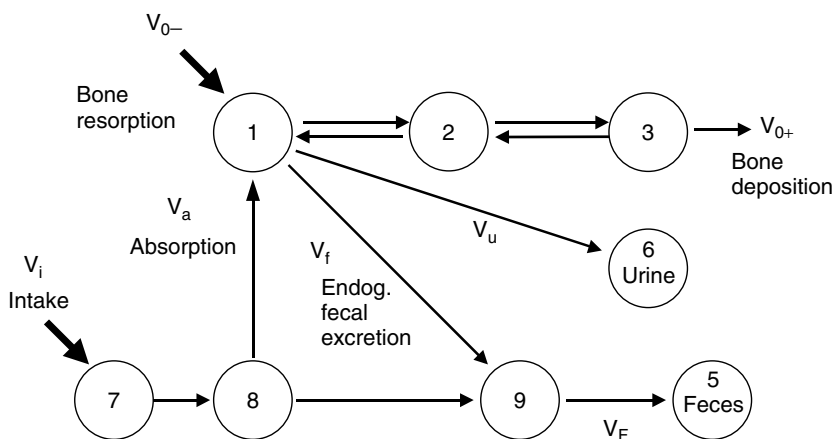 V0–
Bone
resorption
1
2
3
V0+
Bone
deposition
Va
Absorption
Vf
Endog.
fecal
excretion
Vu
6
Urine
Vi
Intake
7
8
9
VF
5
Feces